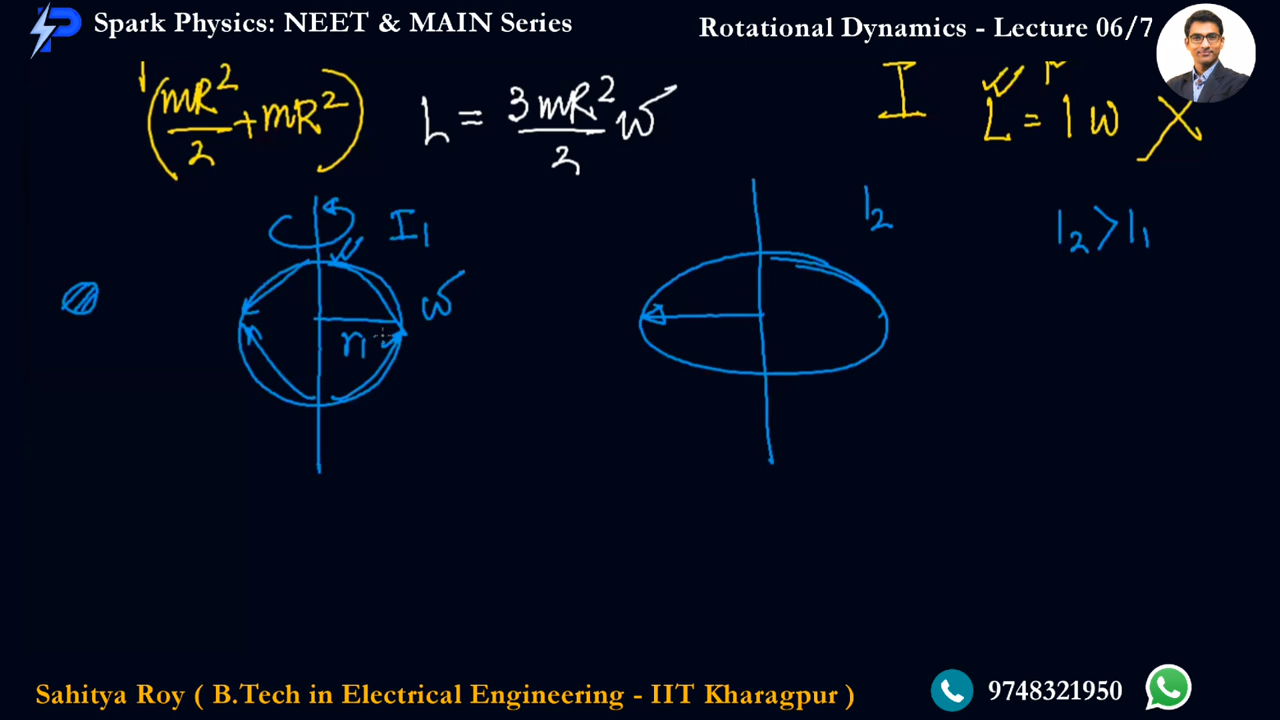 Spark Physics: NEET & MAIN Series
Rotational Dynamics - Lecture 06/7
(mR²/2 + mR²)
L = 3mR²/2 ω
I
L = Iω
I₁
I₂
I₂ > I₁
ω
Sahitya Roy ( B.Tech in Electrical Engineering - IIT Kharagpur )
9748321950